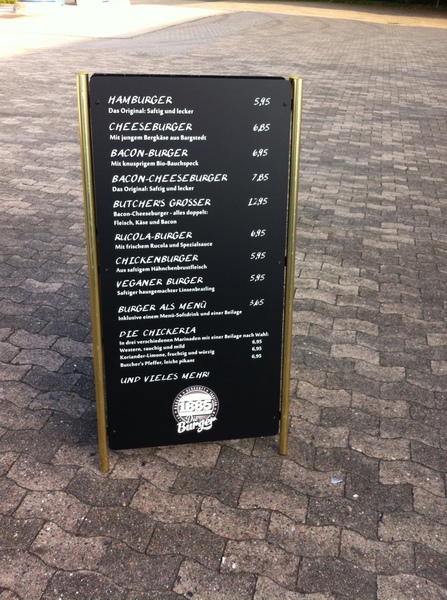 HAMBURGER 5,95
Das Original: Saftig und lecker
CHEESEBURGER 6,85
Mit jungem Bergkäse aus Bargstedt
BACON-BURGER 6,95
Mit knusprigem Bio-Bauchspeck
BACON-CHEESEBURGER 7,85
Das Original: Saftig und lecker
BUTCHER'S GROSSER 12,95
Bacon-Cheeseburger - alles doppelt:
Fleisch, Käse und Bacon
RUCOLA-BURGER 6,95
Mit frischem Rucola und Spezialsauce
CHICKENBURGER 5,95
Aus saftigem Hähnchenbrustfleisch
VEGANER BURGER 5,95
Saftiger hausgemachter Linsenbratling
BURGER ALS MENÜ 3,65
Inklusive einem Menü-Softdrink und einer Beilage
DIE CHICKERIA
In drei verschiedenen Marinaden mit einer Beilage nach Wahl:
Western, rauchig und mild 6,95
Koriander-Limone, fruchtig und würzig 6,95
Butcher's Pfeffer, leicht pikant 6,95
UND VIELES MEHR!
1885
Die
Burger